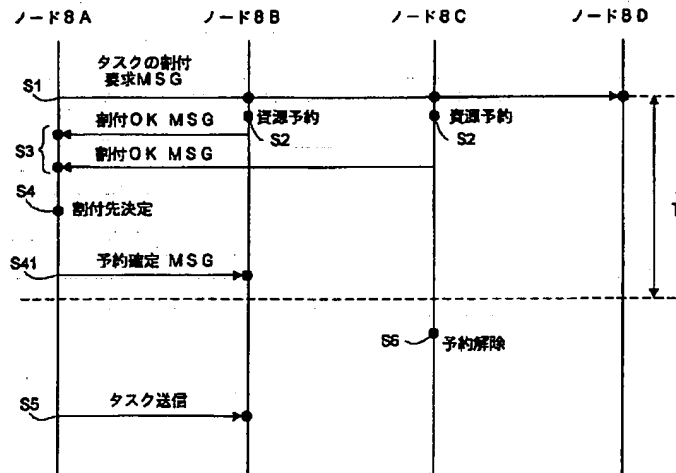 ノード8A
ノード8B
ノード8C
ノード8D
タスクの割付
要求MSG
S1
割付OK MSG
資源予約
S2
資源予約
S2
S3
割付OK MSG
S4
割付先決定
T
S41
予約確定 MSG
S6
予約解除
S5
タスク送信